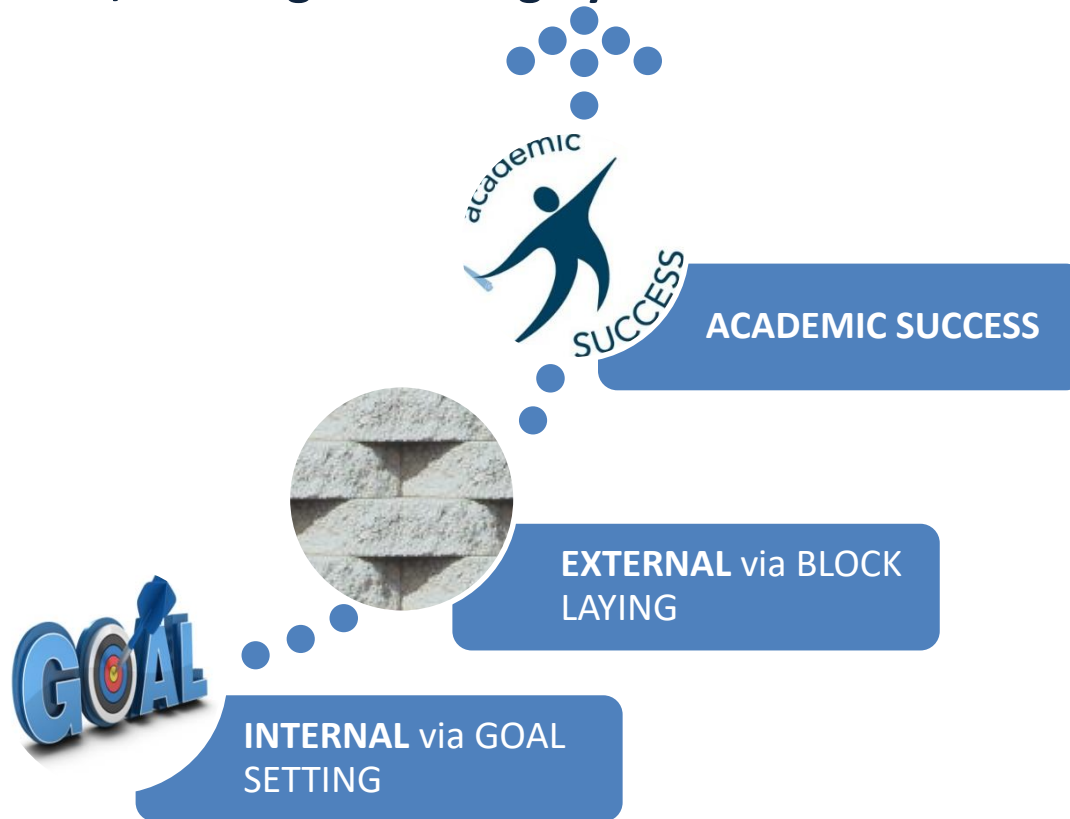 academic
SUCCESS
ACADEMIC SUCCESS
EXTERNAL via BLOCK
LAYING
GOAL
INTERNAL via GOAL
SETTING